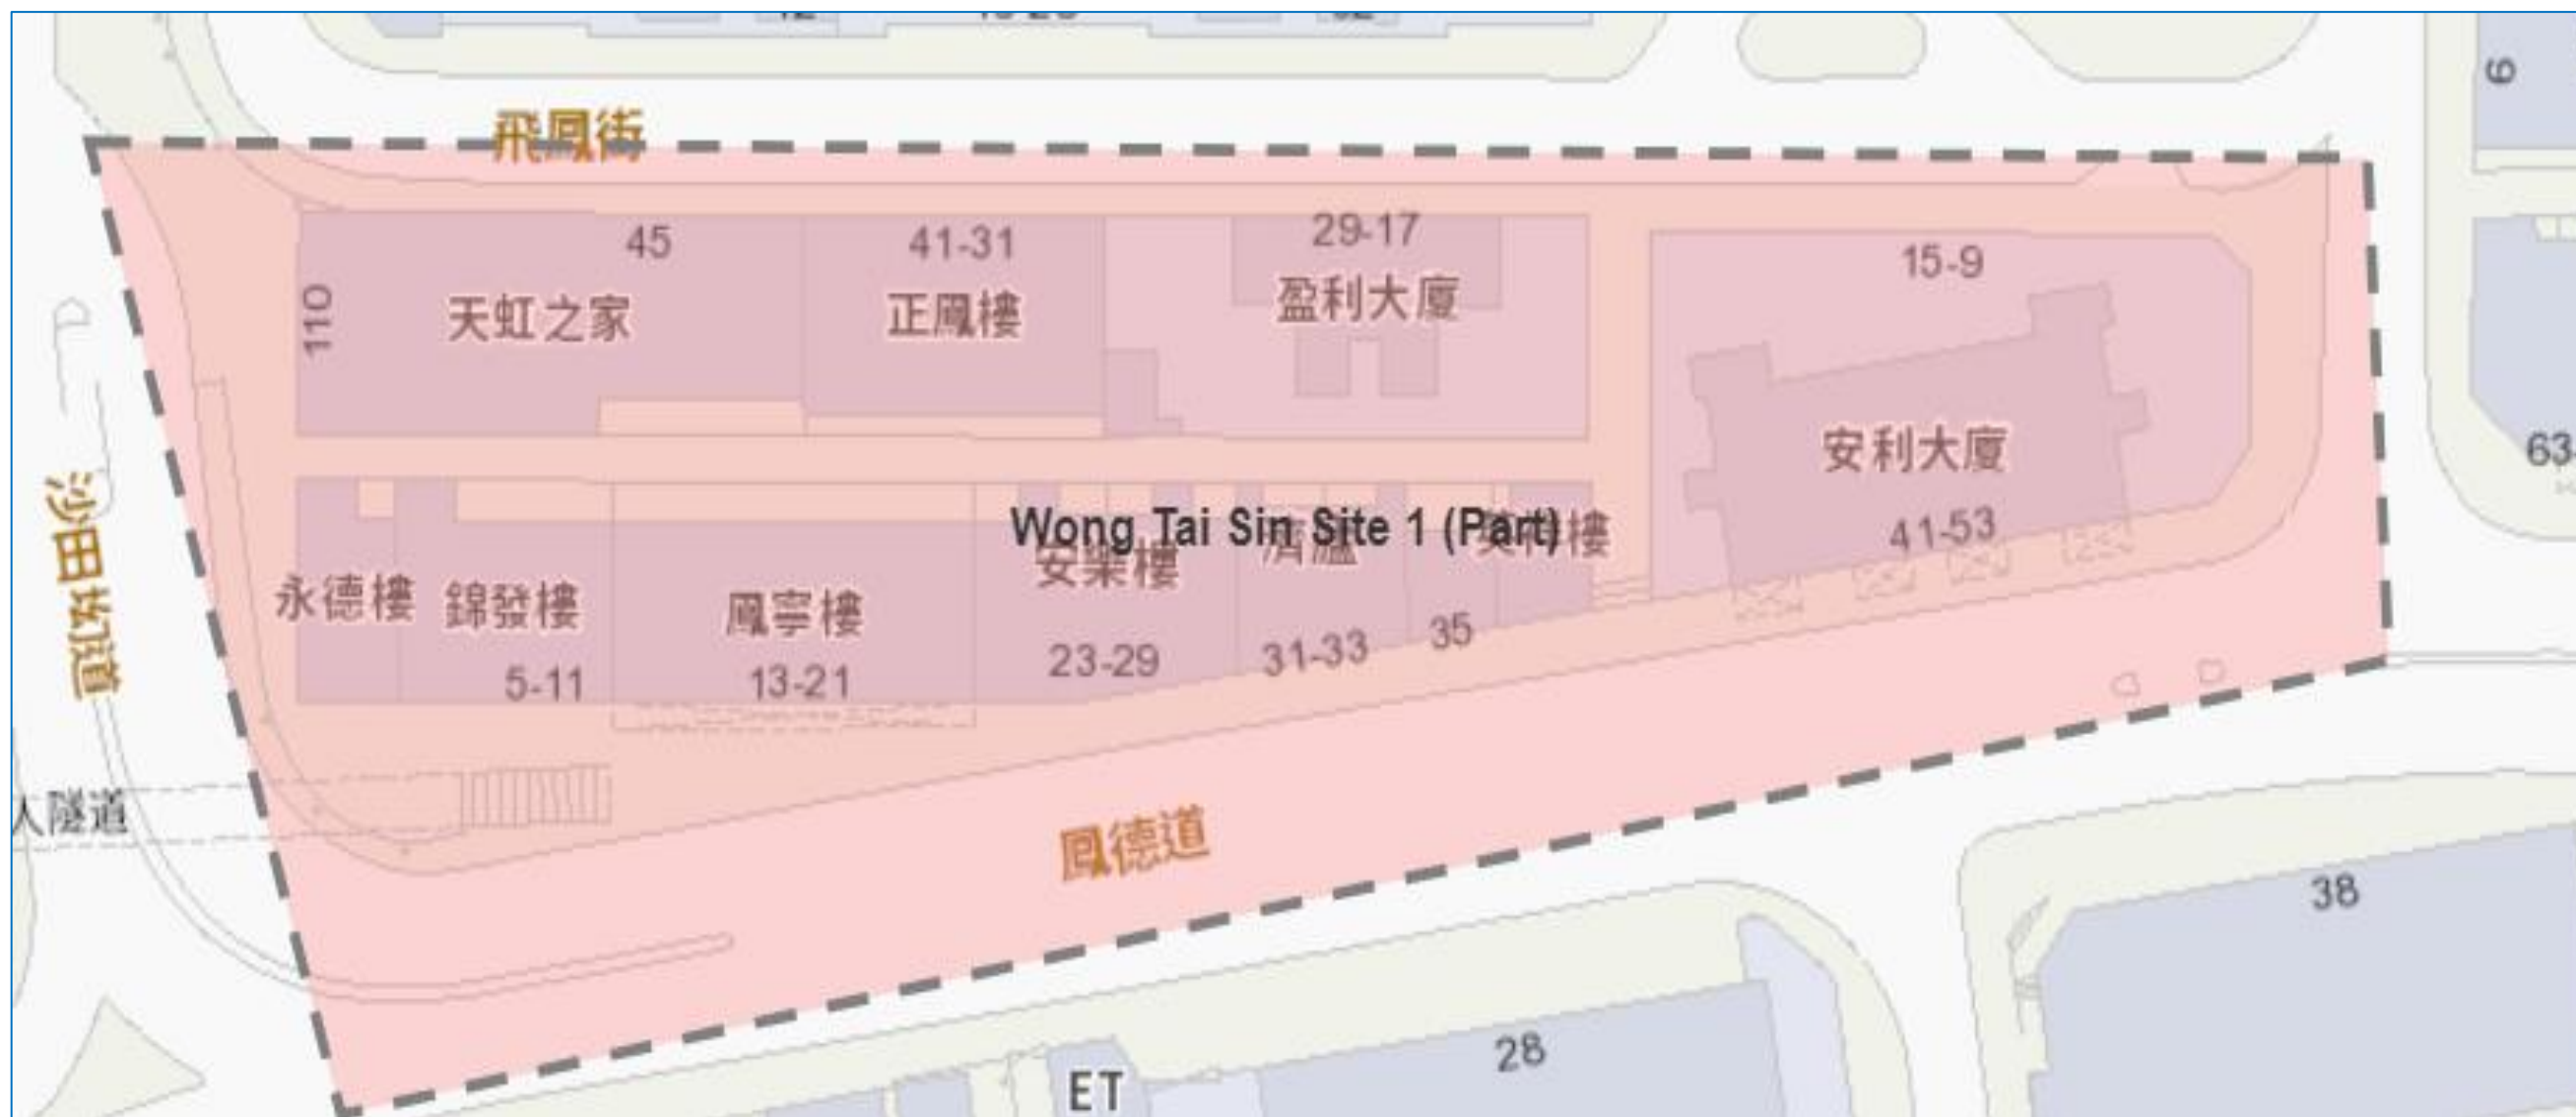 飛鳳街
6
45
41-31
29-17
15-9
110
天虹之家
正鳳樓
盈利大廈
安利大廈
63-
沙田坳道
Wong Tai Sin Site 1 (Part)
41-53
安樂樓
永德樓
錦發樓
鳳寧樓
35
31-33
23-29
5-11
13-21
人隧道
鳳德道
38
28
ET